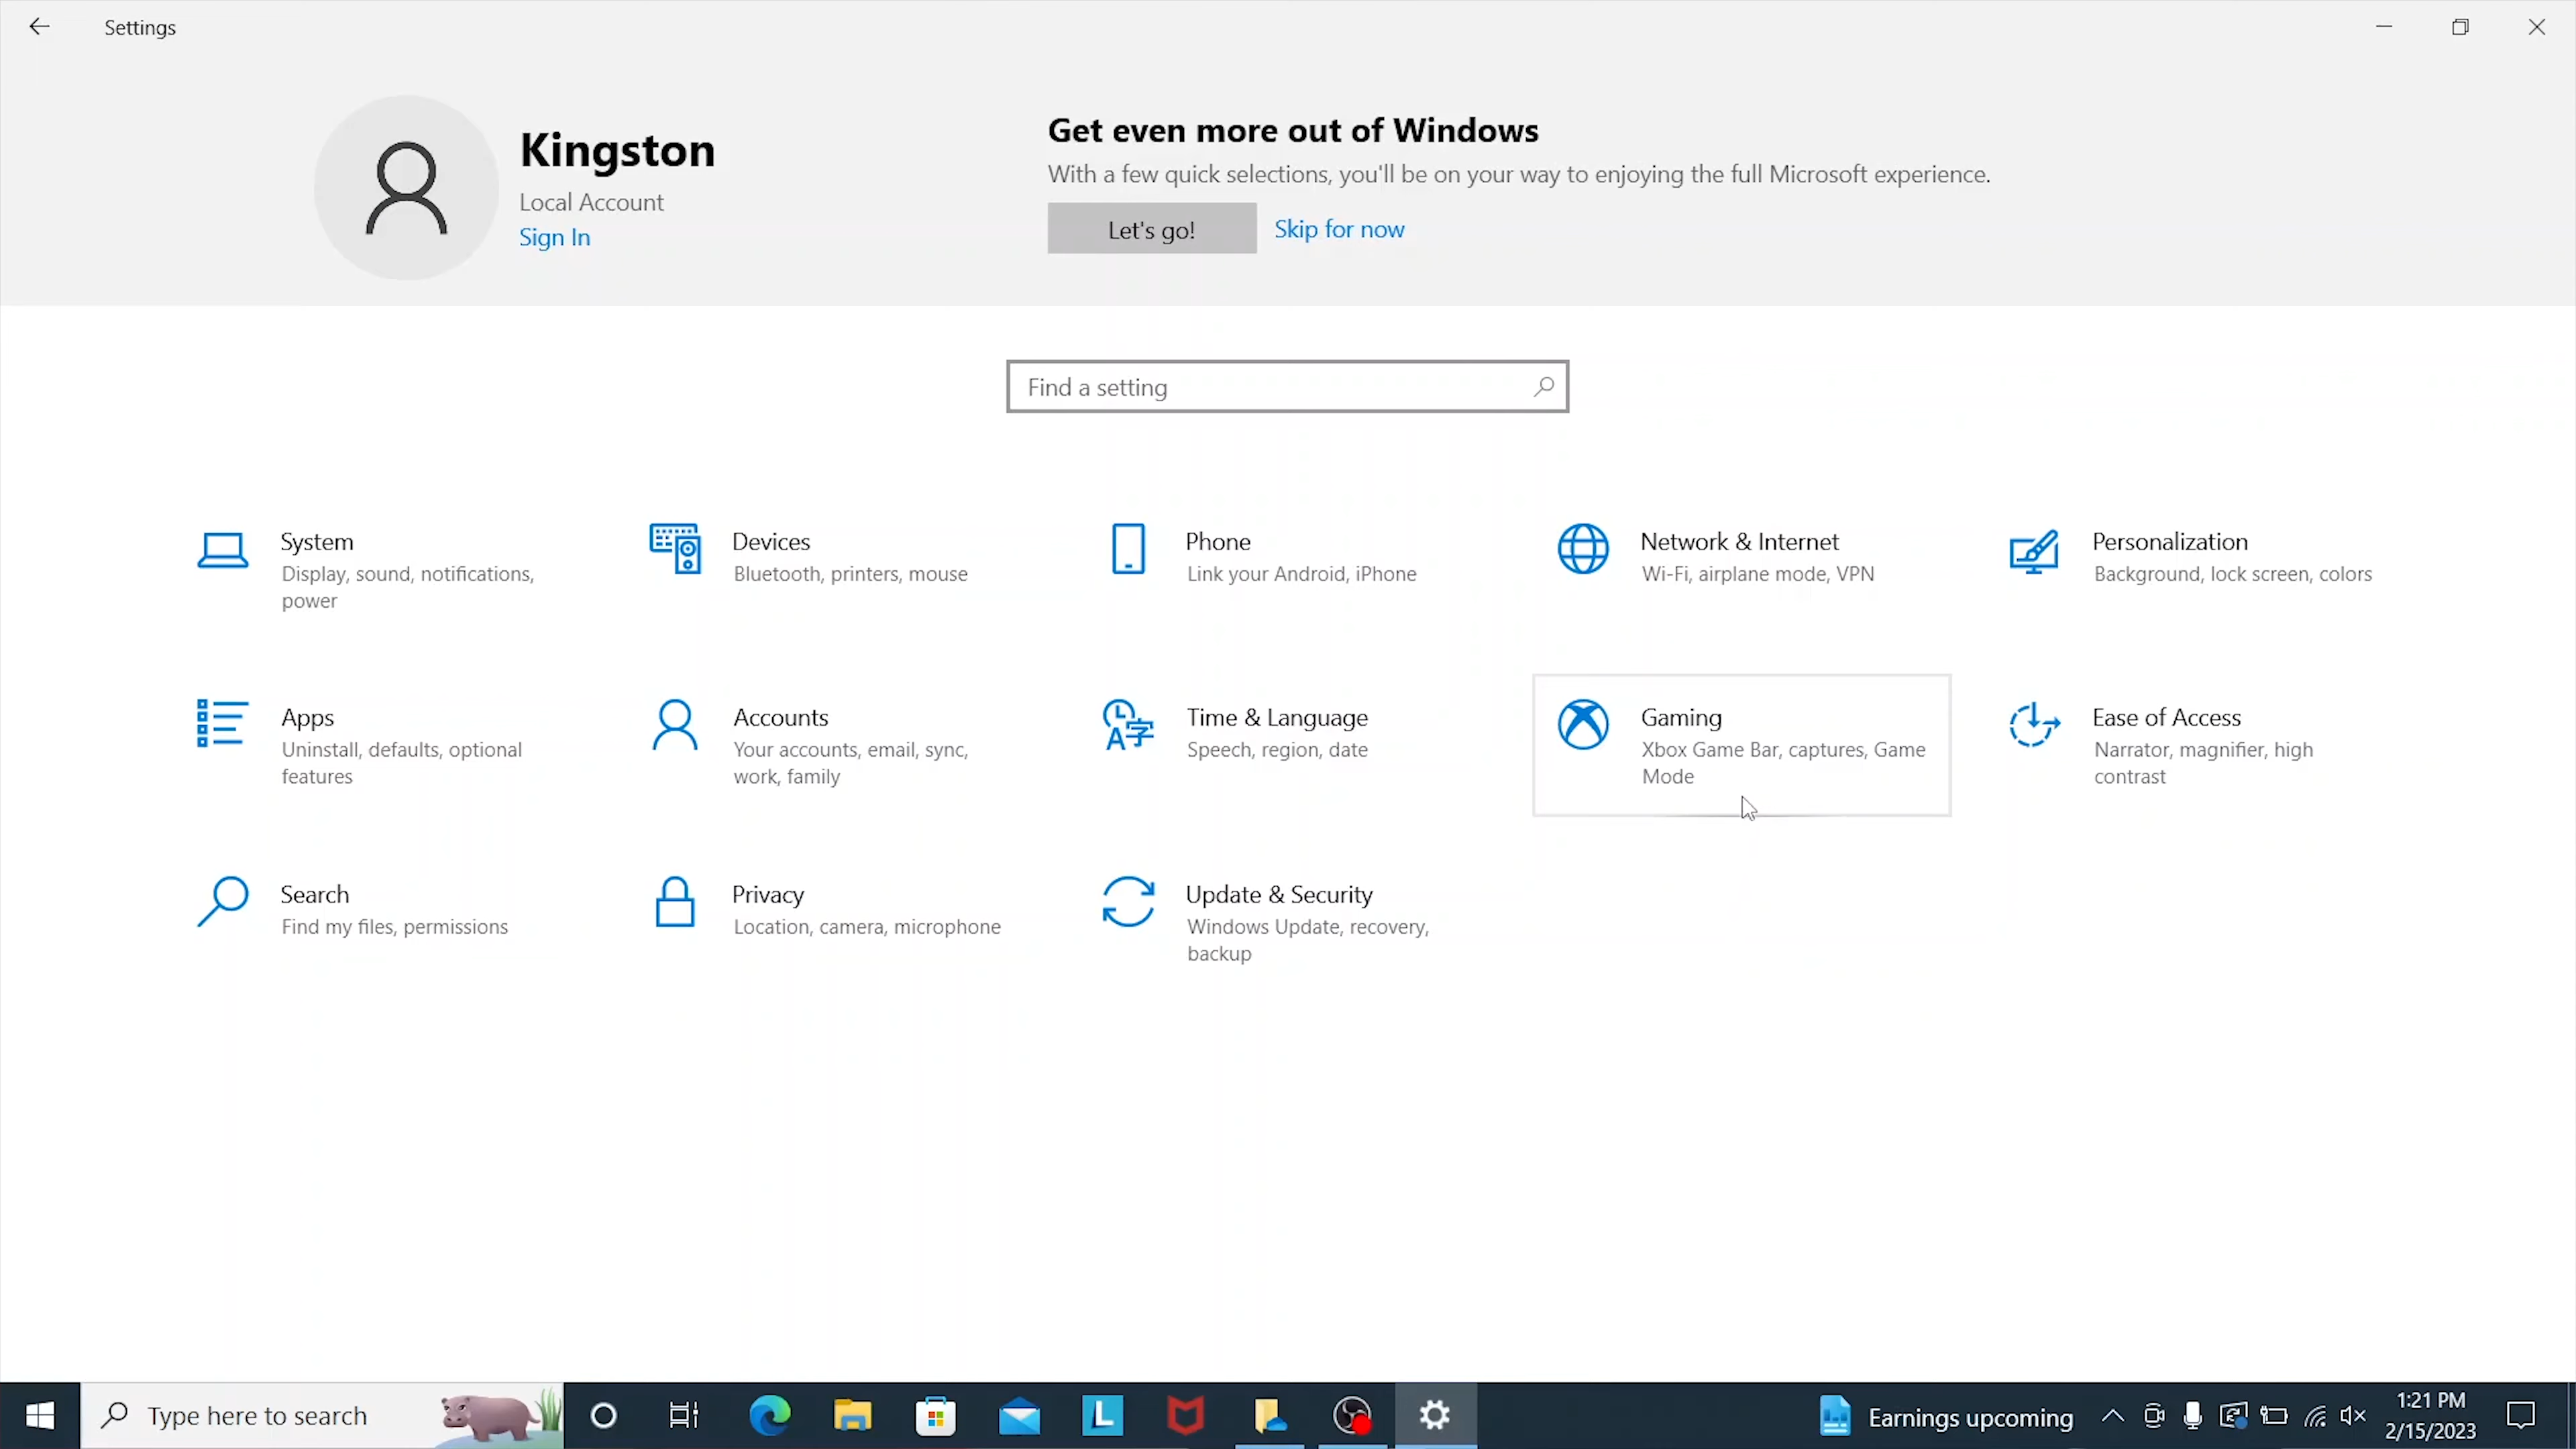 Settings
Kingston
Local Account
Sign In
Get even more out of Windows
With a few quick selections, you'll be on your way to enjoying the full Microsoft experience.
Let's go!
Skip for now
Find a setting
System
Display, sound, notifications,
power
Devices
Bluetooth, printers, mouse
Phone
Link your Android, iPhone
Network & Internet
Wi-Fi, airplane mode, VPN
Personalization
Background, lock screen, colors
Apps
Uninstall, defaults, optional
features
Accounts
Your accounts, email, sync,
work, family
Time & Language
Speech, region, date
Gaming
Xbox Game Bar, captures, Game
Mode
Ease of Access
Narrator, magnifier, high
contrast
Search
Find my files, permissions
Privacy
Location, camera, microphone
Update & Security
Windows Update, recovery,
backup
Type here to search
L
Earnings upcoming
1:21 PM
2/15/2023